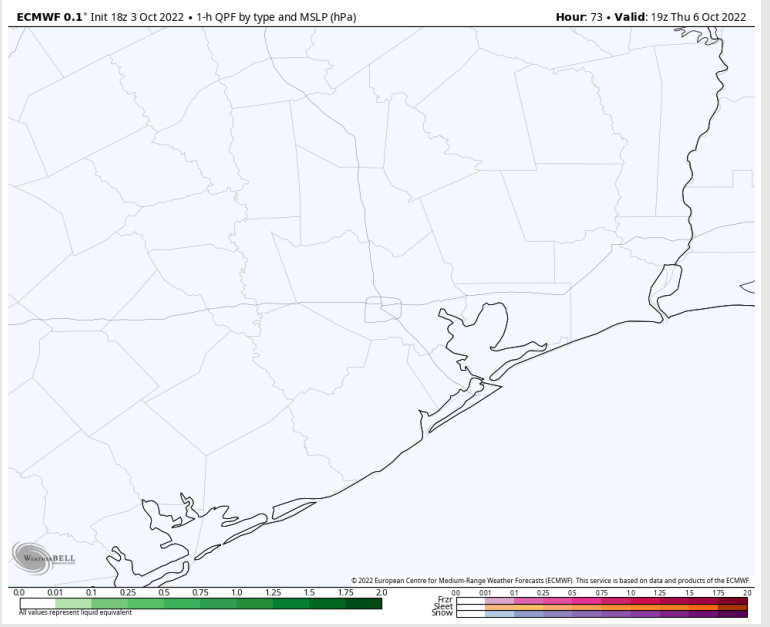 ECMWF 0.1° Init 18z 3 Oct 2022 • 1-h QPF by type and MSLP (hPa)
Hour: 73 • Valid: 19z Thu 6 Oct 2022
WEATHERBELL
© 2022 European Centre for Medium-Range Weather Forecasts (ECMWF). This service is based on data and products of the ECMWF.
0.0 0.01 0.1 0.25 0.5 0.75 1.0 1.25 1.5 1.75 2.0
All values represent liquid equivalent
0.0 0.01 0.1 0.25 0.5 0.75 1.0 1.25 1.5 1.75 2.0
Frzr
Sleet
Snow